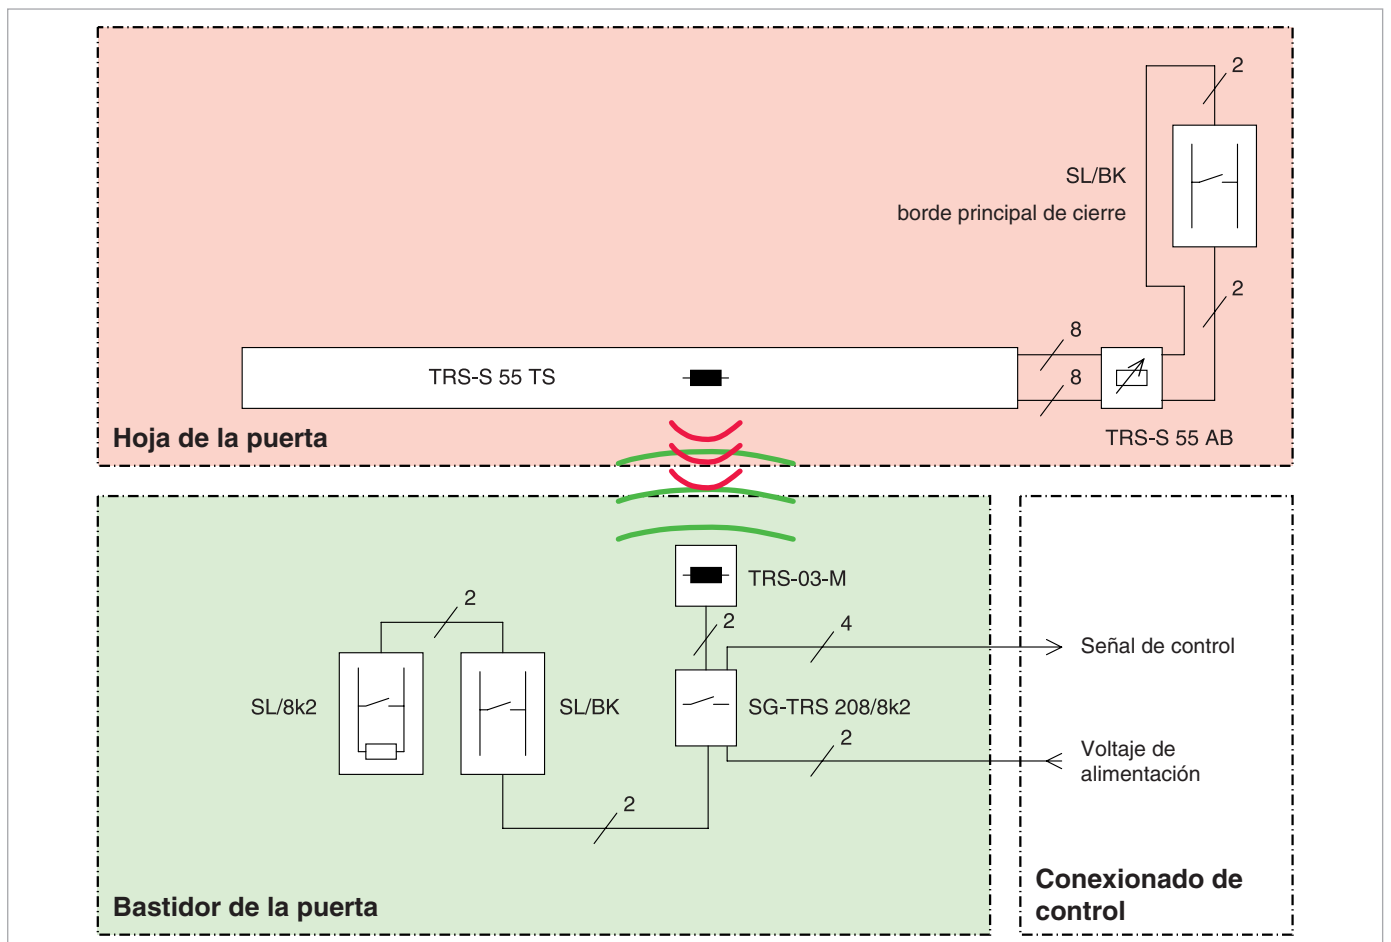 2
SL/BK
borde principal de cierre
2
8
TRS-S 55 TS
8
Hoja de la puerta
TRS-S 55 AB
TRS-03-M
2
2
4
Señal de control
SL/8k2
SL/BK
SG-TRS 208/8k2
2
Voltaje de
alimentación
2
Conexionado de
control
Bastidor de la puerta